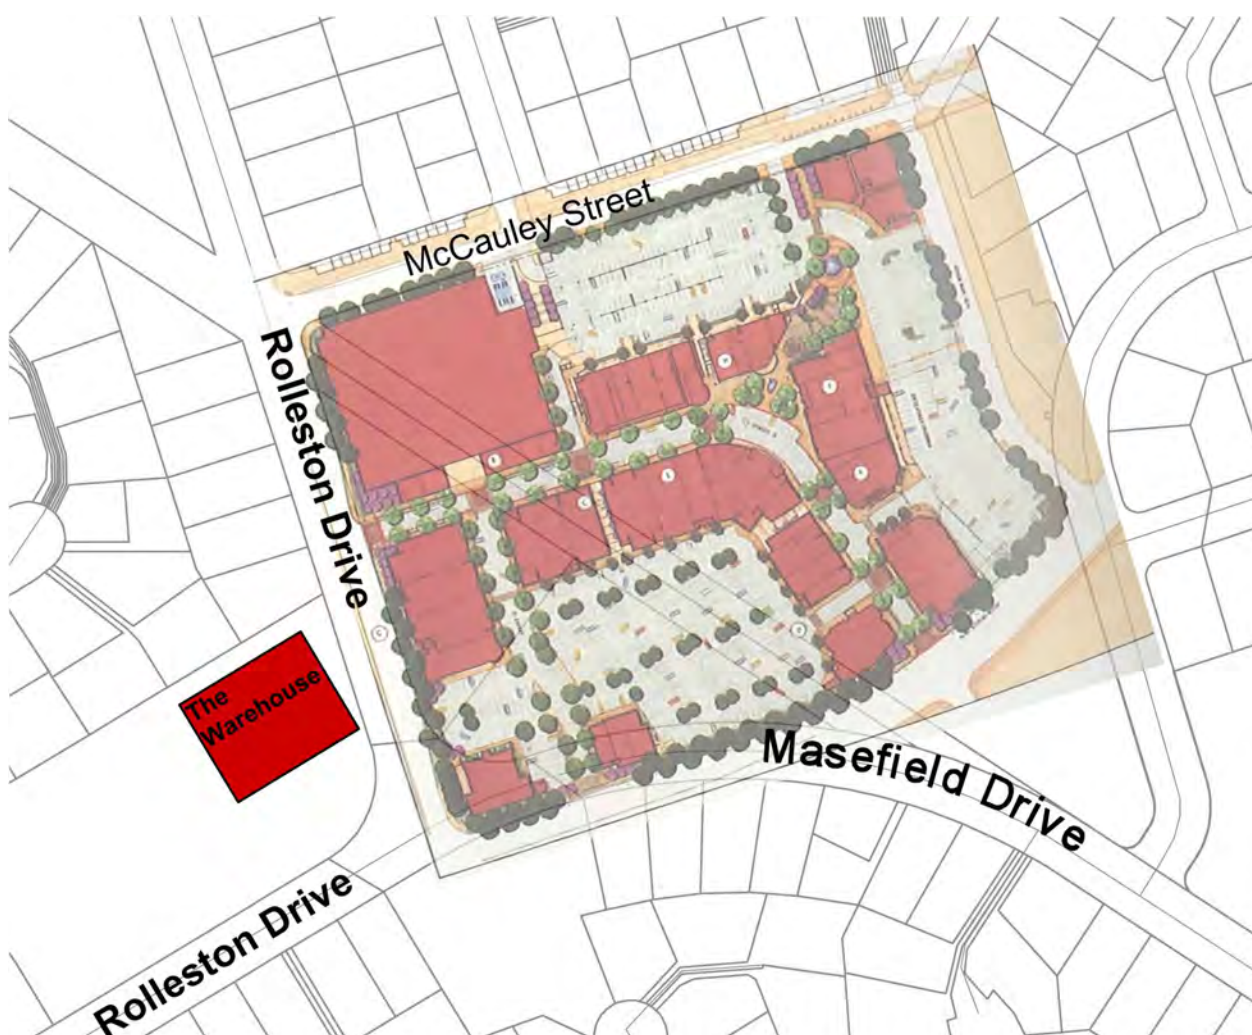 McCauley Street
Rolleston Drive
The
Warehouse
Masefield Drive
Rolleston Drive